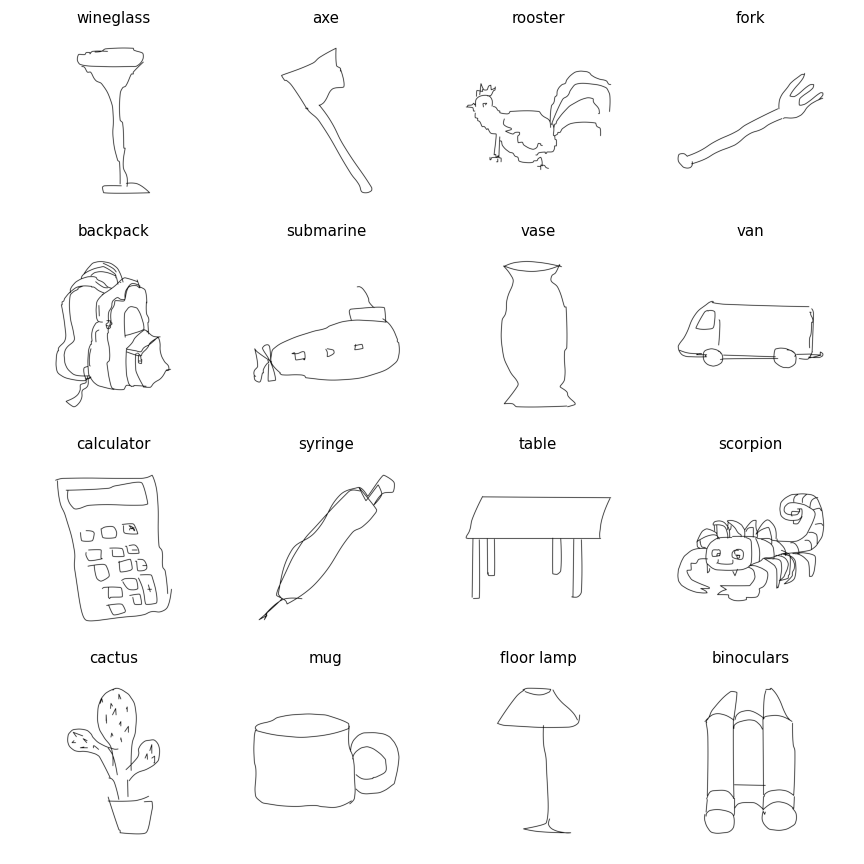 wineglass
axe
rooster
fork
backpack
submarine
vase
van
calculator
syringe
table
scorpion
cactus
mug
floor lamp
binoculars